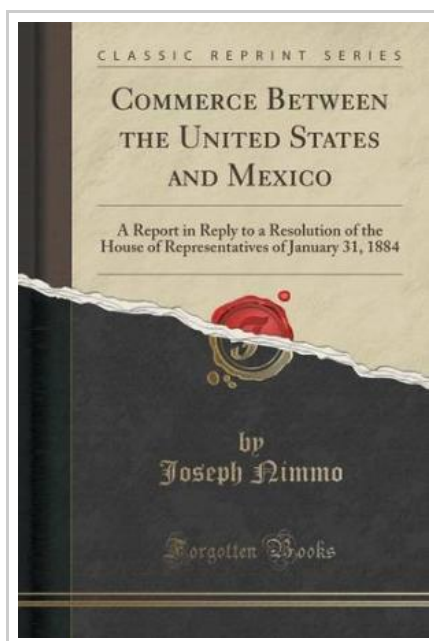 CLASSIC REPRINT SERIES
COMMERCE BETWEEN
THE UNITED STATES
AND MEXICO
A Report in Reply to a Resolution of the
House of Representatives of January 31, 1884
by
Joseph Nimmo
Forgotten Books